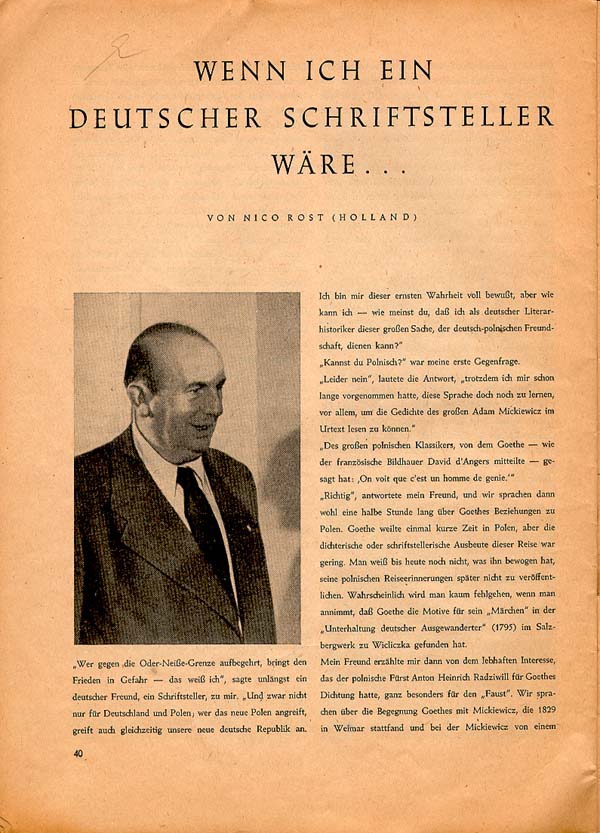 WENN ICH EIN
DEUTSCHER SCHRIFTSTELLER
WÄRE...
VON NICO ROST (HOLLAND)
„Wer gegen die Oder-Neiße-Grenze aufbegehrt, bringt den
Frieden in Gefahr — das weiß ich“, sagte unlängst ein
deutscher Freund, ein Schriftsteller, zu mir. „Und zwar nicht
nur für Deutschland und Polen; wer das neue Polen angreift,
greift auch gleichzeitig unsere neue deutsche Republik an.
Ich bin mir dieser ernsten Wahrheit voll bewußt, aber wie
kann ich — wie meinst du, daß ich als deutscher Literar-
historiker dieser großen Sache, der deutsch-polnischen Freund-
schaft, dienen kann?“
„Kannst du Polnisch?“ war meine erste Gegenfrage.
„Leider nein“, lautete die Antwort, „trotzdem ich mir schon
lange vorgenommen hatte, diese Sprache doch noch zu lernen,
vor allem, um die Gedichte des großen Adam Mickiewicz im
Urtext lesen zu können.“
„Des großen polnischen Klassikers, von dem Goethe — wie
der französische Bildhauer David d'Angers mitteilte — ge-
sagt hat: ‚On voit que c'est un homme de genie.‘“
„Richtig“, antwortete mein Freund, und wir sprachen dann
wohl eine halbe Stunde lang über Goethes Beziehungen zu
Polen. Goethe weilte einmal kurze Zeit in Polen, aber die
dichterische oder schriftstellerische Ausbeute dieser Reise war
gering. Man weiß bis heute noch nicht, was ihn bewogen hat,
seine polnischen Reiseerinnerungen später nicht zu veröffent-
lichen. Wahrscheinlich wird man kaum fehlgehen, wenn man
annimmt, daß Goethe die Motive für sein „Märchen“ in der
„Unterhaltung deutscher Ausgewanderter“ (1795) im Salz-
bergwerk zu Wicliczka gefunden hat.
Mein Freund erzählte mir dann von dem lebhaften Interesse,
das der polnische Fürst Anton Heinrich Radziwill für Goethes
Dichtung hatte, ganz besonders für den „Faust“. Wir spra-
chen über die Begegnung Goethes mit Mickiewicz, die 1829
in Weimar stattfand und bei der Mickiewicz von einem
40